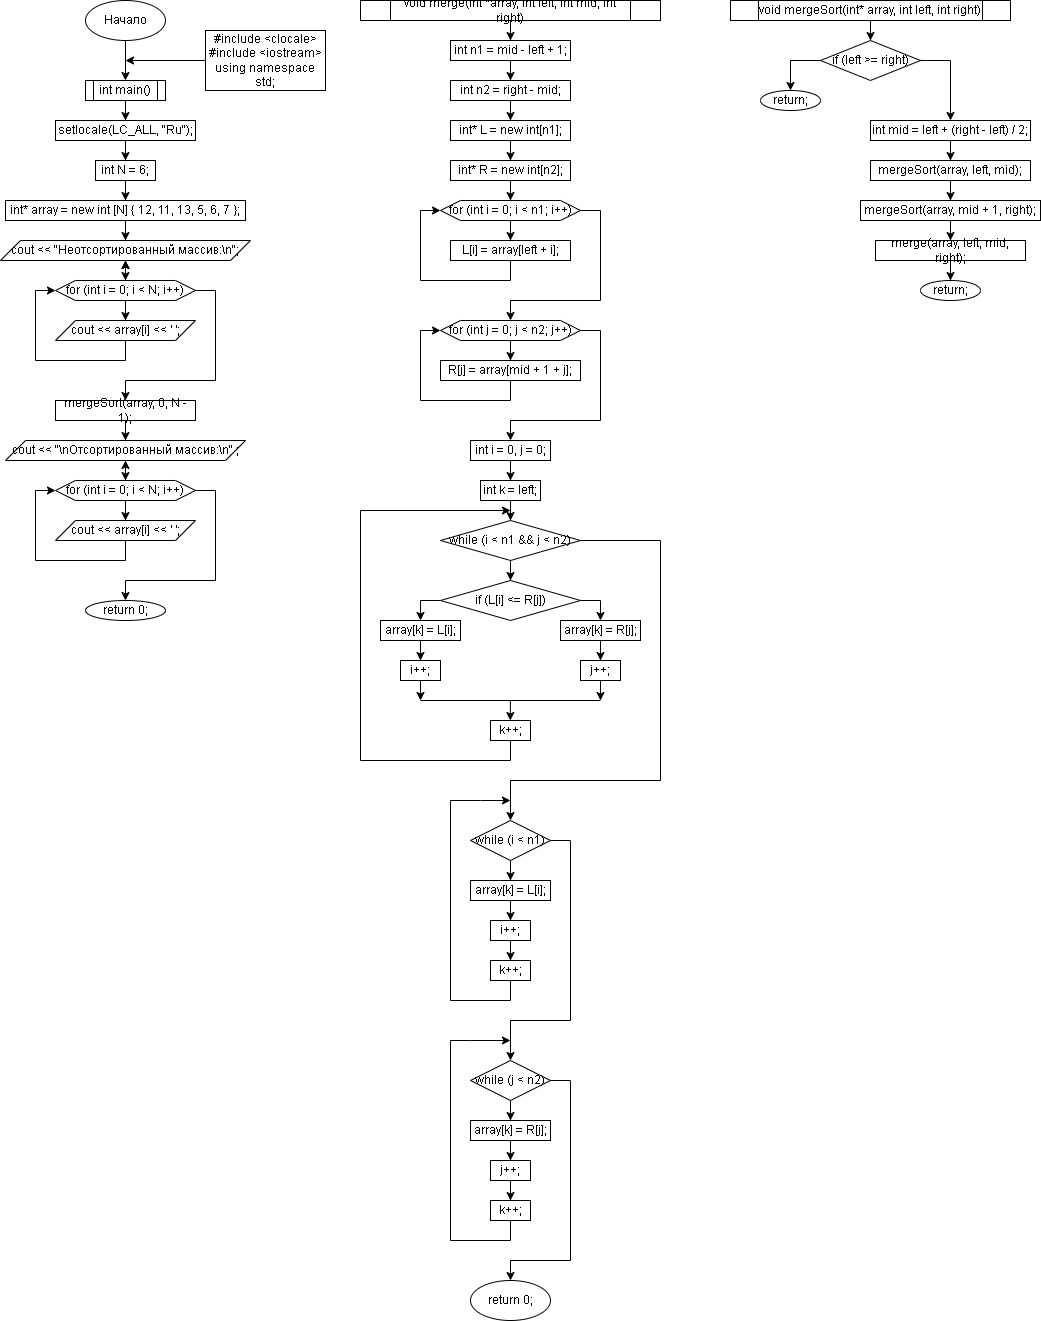 Начало
#include <clocale>
#include <iostream>
using namespace
std;
int main()
setlocale(LC_ALL, "Ru");
int N = 6;
int* array = new int [N] { 12, 11, 13, 5, 6, 7 };
cout << "Неотсортированный массив:\n";
for (int i = 0; i < N; i++)
cout << array[i] << ' ';
mergeSort(array, 0, N -
1);
cout << "\nОтсортированный массив:\n" ;
for (int i = 0; i < N; i++)
cout << array[i] << ' ';
return 0;
void merge(int *array, int left, int mid, int
right)
int n1 = mid - left + 1;
int n2 = right - mid;
int* L = new int[n1];
int* R = new int[n2];
for (int i = 0; i < n1; i++)
L[i] = array[left + i];
for (int j = 0; j < n2; j++)
R[j] = array[mid + 1 + j];
int i = 0, j = 0;
int k = left;
while (i < n1 && j < n2)
if (L[i] <= R[j])
array[k] = L[i];
array[k] = R[j];
i++;
j++;
k++;
while (i < n1)
array[k] = L[i];
i++;
k++;
while (j < n2)
array[k] = R[j];
j++;
k++;
return 0;
void mergeSort(int* array, int left, int right)
if (left >= right)
return;
int mid = left + (right - left) / 2;
mergeSort(array, left, mid);
mergeSort(array, mid + 1, right);
merge(array, left, mid,
right);
return;